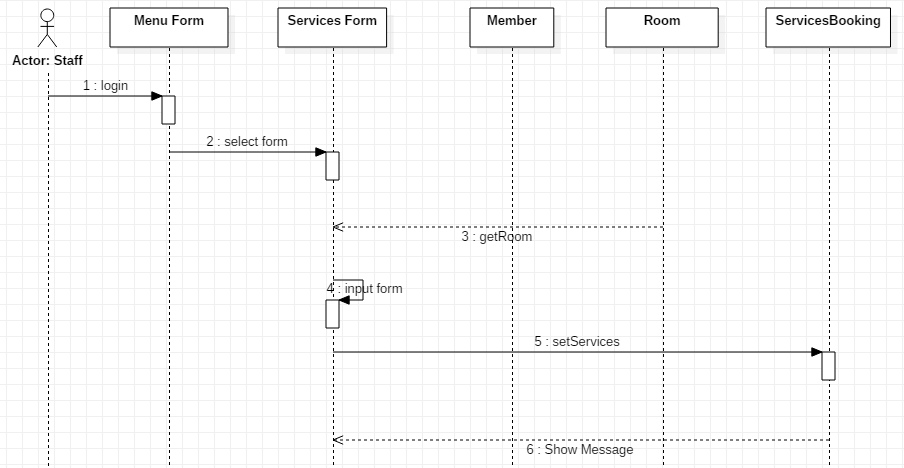 Menu Form
Services Form
Member
Room
ServicesBooking
Actor: Staff
1 : login
2 : select form
3 : getRoom
4 : input form
5 : setServices
6 : Show Message